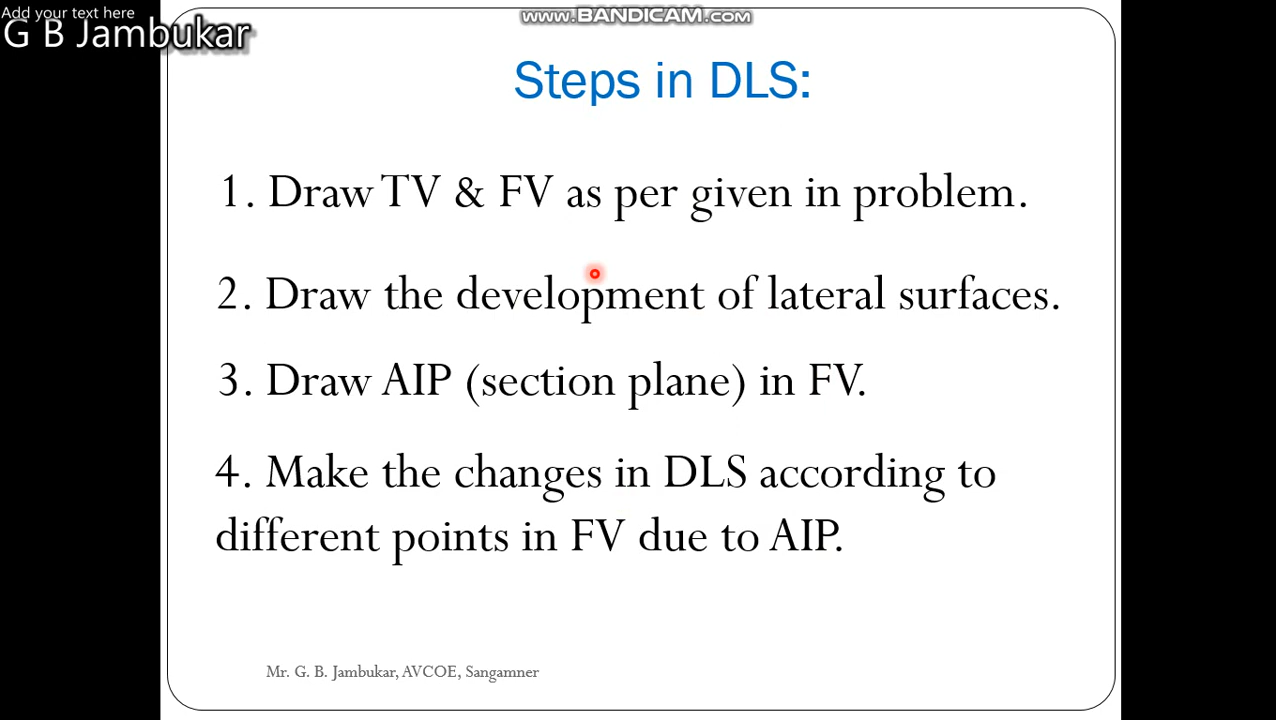 Add your text here
G B Jambukar
www.BANDICAM.com
Steps in DLS:
1. Draw TV & FV as per given in problem.
2. Draw the development of lateral surfaces.
3. Draw AIP (section plane) in FV.
4. Make the changes in DLS according to
different points in FV due to AIP.
Mr. G. B. Jambukar, AVCOE, Sangamner